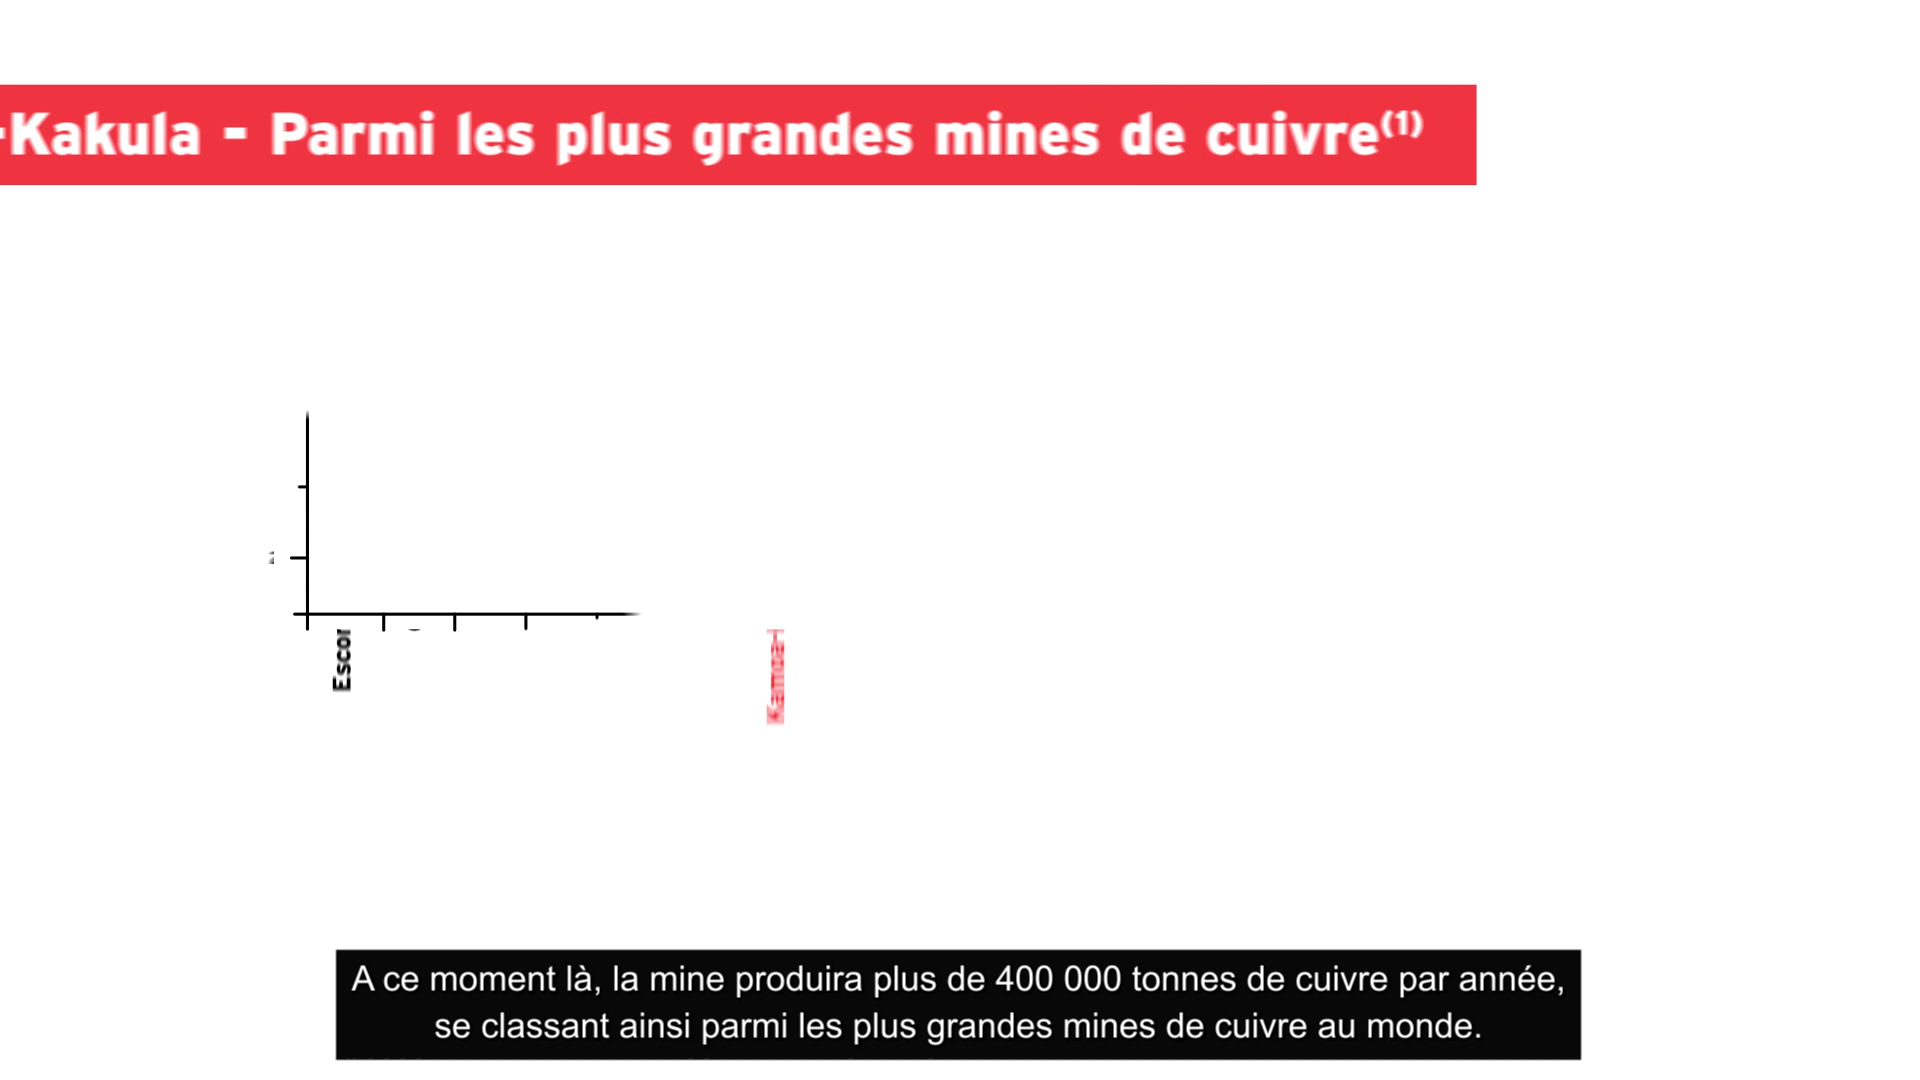 -Kakula - Parmi les plus grandes mines de cuivre(1)
Escon
A ce moment là, la mine produira plus de 400 000 tonnes de cuivre par année,
se classant ainsi parmi les plus grandes mines de cuivre au monde.